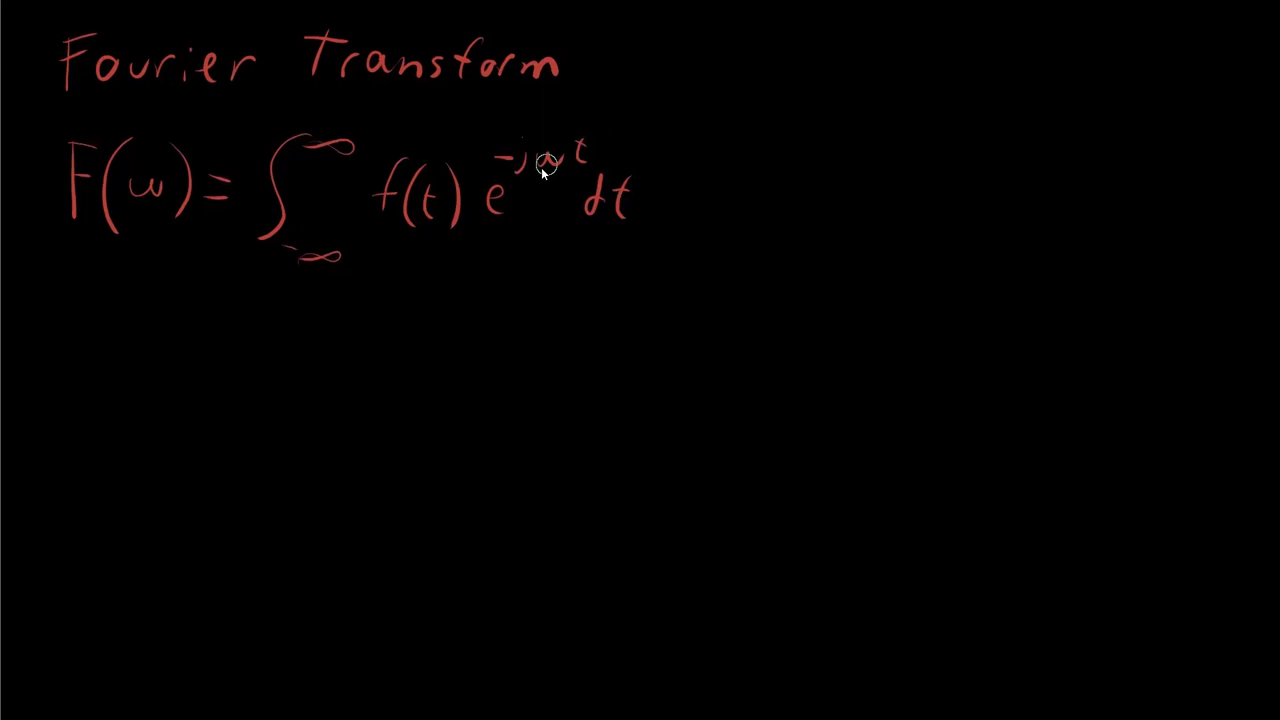 Fourier Transform
F(ω) = ∫_{-∞}^{∞} f(t) e^{-jωt} dt